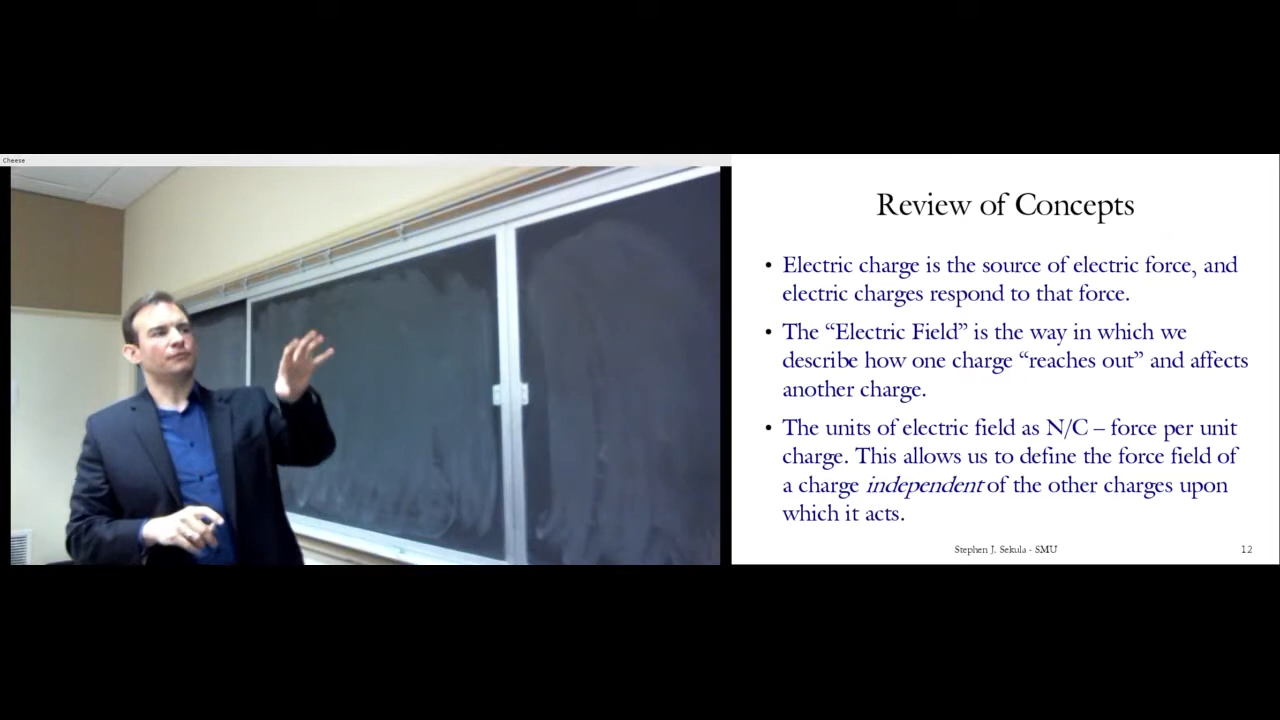 Cheese
Review of Concepts
• Electric charge is the source of electric force, and
electric charges respond to that force.
• The “Electric Field” is the way in which we
describe how one charge “reaches out” and affects
another charge.
• The units of electric field as N/C – force per unit
charge. This allows us to define the force field of
a charge independent of the other charges upon
which it acts.
Stephen J. Sekula - SMU
12